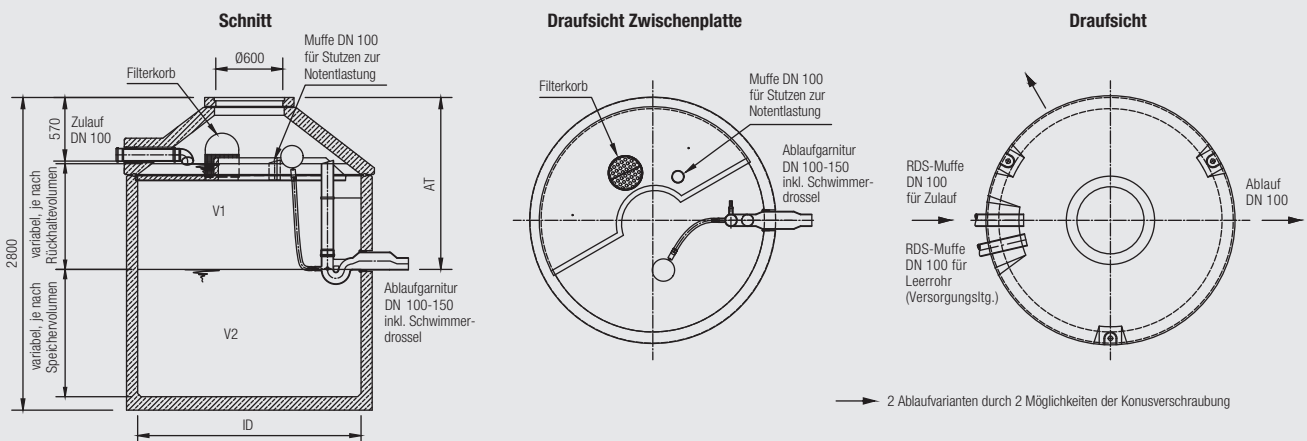 Schnitt
Ø600
Muffe DN 100
für Stutzen zur
Notentlastung
Filterkorb
570
Zulauf
DN 100
2800
variabel, je nach
Rückhaltevolumen
variabel, je nach
Speichervolumen
V1
V2
AT
Ablaufgarnitur
DN 100-150
inkl. Schwimmer-
drossel
ID
Draufsicht Zwischenplatte
Filterkorb
Muffe DN 100
für Stutzen zur
Notentlastung
Ablaufgarnitur
DN 100-150
inkl. Schwimmer-
drossel
Draufsicht
RDS-Muffe
DN 100
für Zulauf
RDS-Muffe
DN 100 für
Leerrohr
(Versorgungsltg.)
Ablauf
DN 100
2 Ablaufvarianten durch 2 Möglichkeiten der Konusverschraubung